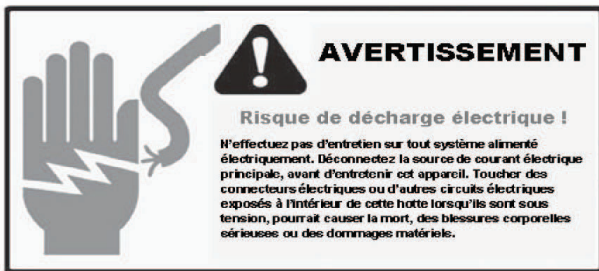 AVERTISSEMENT
Risque de décharge électrique !
N'effectuez pas d'entretien sur tout système alimenté
électriquement. Déconnectez la source de courant électrique
principale, avant d'entretenir cet appareil. Toucher des
connecteurs électriques ou d'autres circuits électriques
exposés à l'intérieur de cette hotte lorsqu'ils sont sous
tension, pourrait causer la mort, des blessures corporelles
sérieuses ou des dommages matériels.